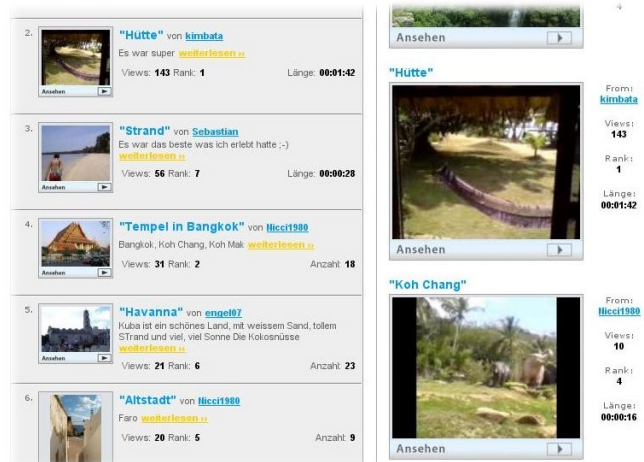 2.
"Hütte" von kimbata
Es war super weiterlesen »
Views: 143 Rank: 1 Länge: 00:01:42
Ansehen
3.
"Strand" von Sebastian
Es war das beste was ich erlebt hatte ;-)
weiterlesen »
Views: 56 Rank: 7 Länge: 00:00:28
Ansehen
4.
"Tempel in Bangkok" von Nicci1980
Bangkok, Koh Chang, Koh Mak weiterlesen »
Views: 31 Rank: 2 Anzahl: 18
Ansehen
5.
"Havanna" von engel07
Kuba ist ein schönes Land, mit weissem Sand, tollem
STrand und viel, viel Sonne Die Kokosnüsse
weiterlesen »
Views: 21 Rank: 6 Anzahl: 23
Ansehen
6.
"Altstadt" von Nicci1980
Faro weiterlesen »
Views: 20 Rank: 5 Anzahl: 9
4
Ansehen
"Hütte"
From:
kimbata
Views:
143
Rank:
1
Länge:
00:01:42
Ansehen
"Koh Chang"
From:
Nicci1980
Views:
10
Rank:
4
Länge:
00:00:16
Ansehen